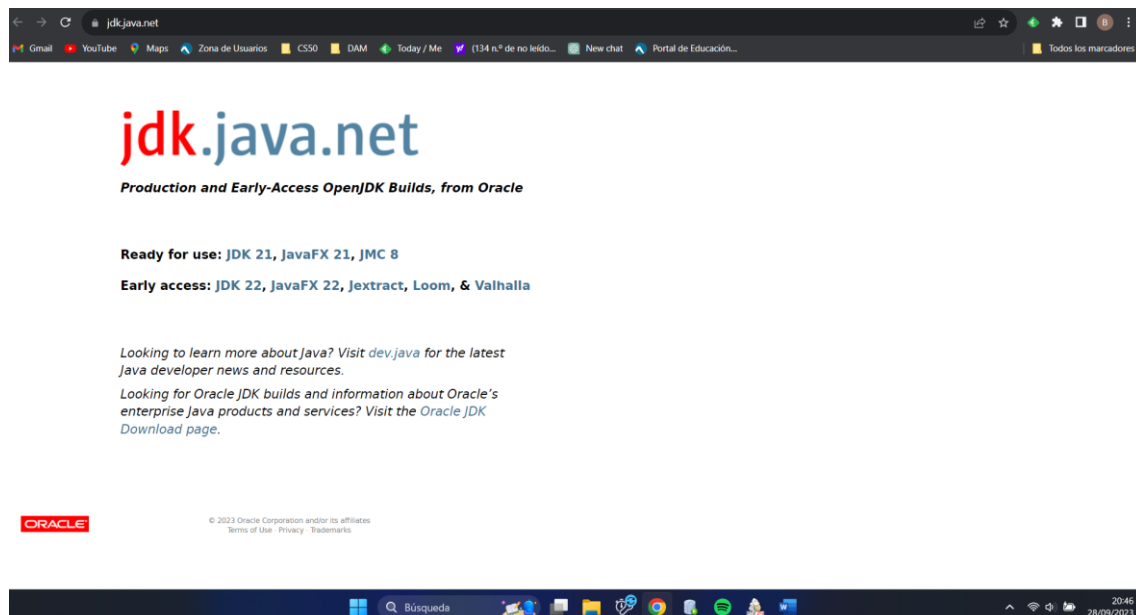 jdk.java.net
Gmail YouTube Maps Zona de Usuarios CS50 DAM Today / Me (134 n.º de no leído... New chat Portal de Educación... Todos los marcadores
jdk.java.net
Production and Early-Access OpenJDK Builds, from Oracle
Ready for use: JDK 21, JavaFX 21, JMC 8
Early access: JDK 22, JavaFX 22, Jextract, Loom, & Valhalla
Looking to learn more about Java? Visit dev.java for the latest
Java developer news and resources.
Looking for Oracle JDK builds and information about Oracle's
enterprise Java products and services? Visit the Oracle JDK
Download page.
ORACLE
© 2023 Oracle Corporation and/or its affiliates
Terms of Use · Privacy · Trademarks
Búsqueda
20:46
28/09/2023